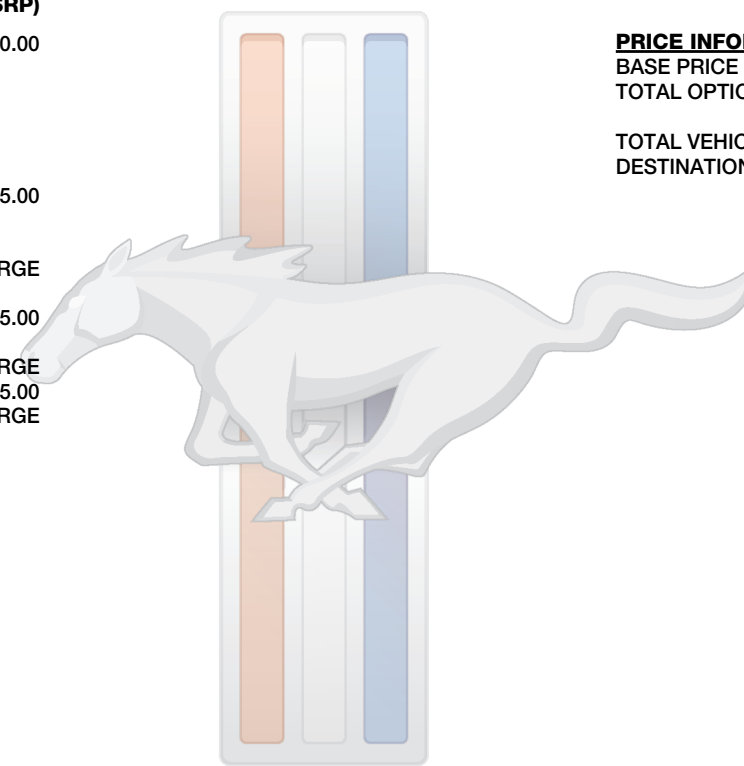 SRP)
0.00
5.00
RGE
5.00
RGE
5.00
RGE
PRICE INFO
BASE PRICE
TOTAL OPTIO
TOTAL VEHIC
DESTINATION